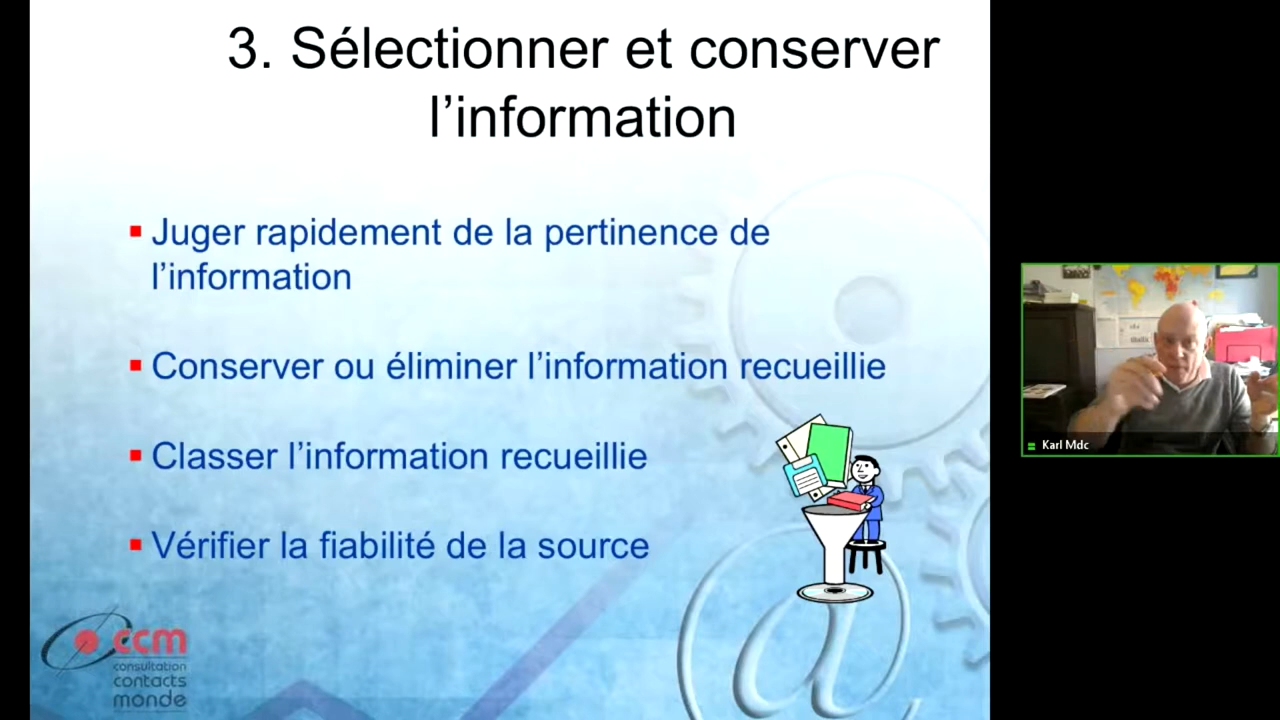 3. Sélectionner et conserver
l’information
Juger rapidement de la pertinence de
l’information
Conserver ou éliminer l’information recueillie
Classer l’information recueillie
Vérifier la fiabilité de la source
ccm
consultation
contacts
monde
Karl Mdc